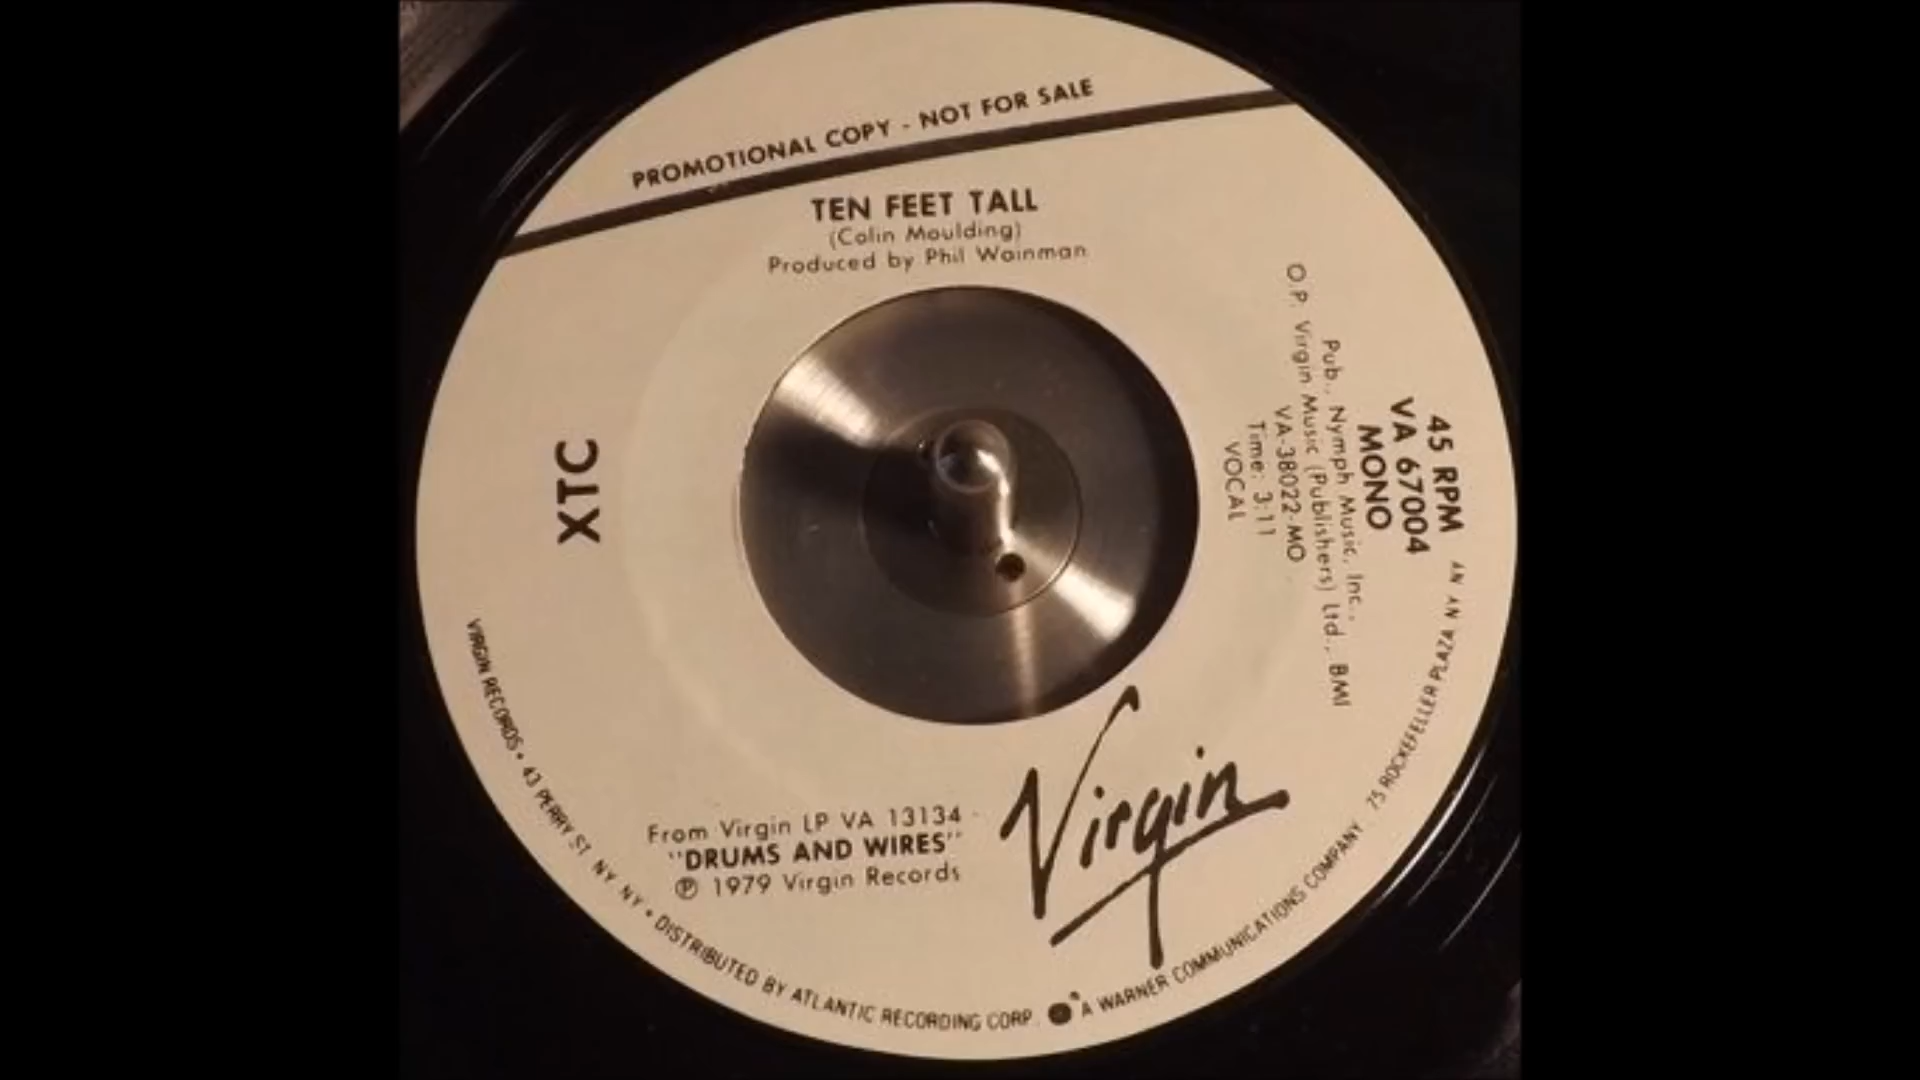 PROMOTIONAL COPY - NOT FOR SALE
TEN FEET TALL
(Colin Moulding)
Produced by Phil Wainman
XTC
45 RPM
VA 67004
MONO
Pub., Nymph Music, Inc.,
O.P. Virgin Music (Publishers) Ltd., BMI
VA-38022-MO
Time: 3:11
VOCAL
From Virgin LP VA 13134
"DRUMS AND WIRES"
Ⓟ 1979 Virgin Records
Virgin
VIRGIN RECORDS • 43 PERRY ST NY NY • DISTRIBUTED BY ATLANTIC RECORDING CORP. A WARNER COMMUNICATIONS COMPANY 75 ROCKEFELLER PLAZA NY NY